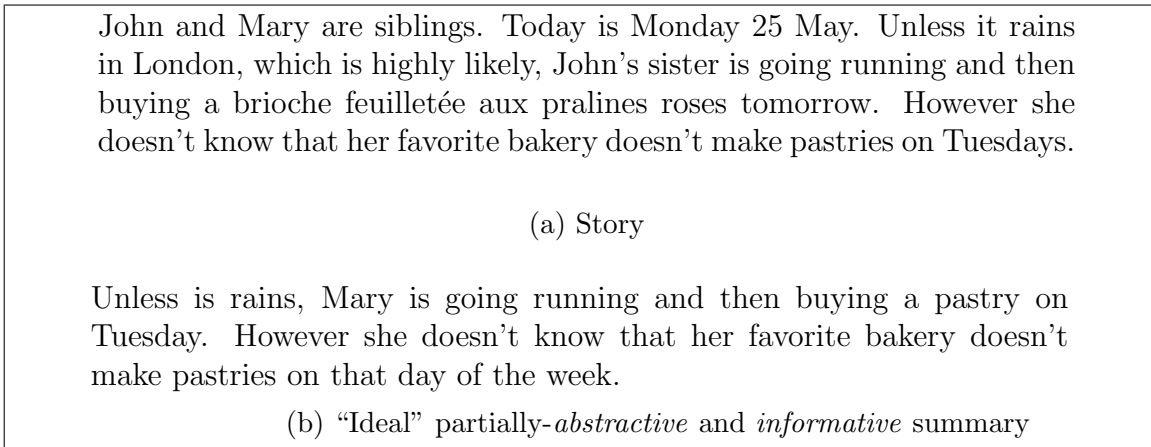 John and Mary are siblings. Today is Monday 25 May. Unless it rains
in London, which is highly likely, John's sister is going running and then
buying a brioche feuilletée aux pralines roses tomorrow. However she
doesn't know that her favorite bakery doesn't make pastries on Tuesdays.
(a) Story
Unless is rains, Mary is going running and then buying a pastry on
Tuesday. However she doesn't know that her favorite bakery doesn't
make pastries on that day of the week.
(b) “Ideal” partially-abstractive and informative summary